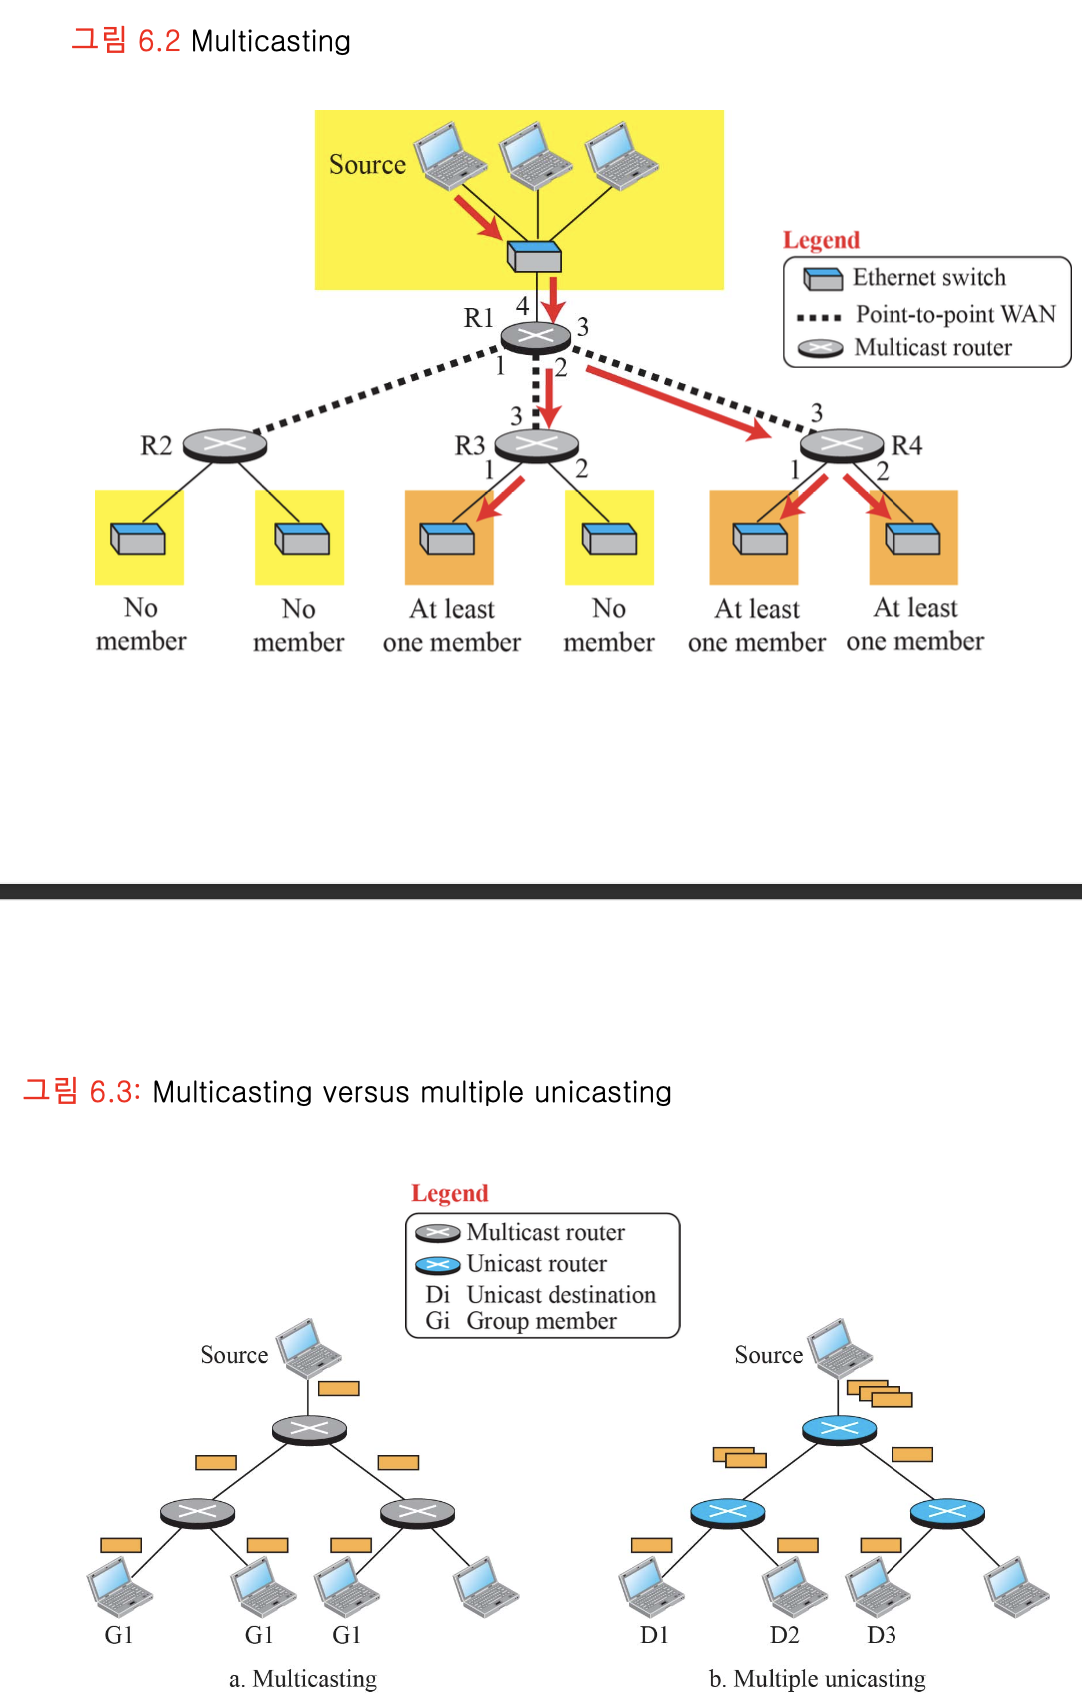 그림 6.2 Multicasting
Source
Legend
Ethernet switch
Point-to-point WAN
Multicast router
R1
4
3
1
2
R2
R3
3
1
2
3
R4
1
2
No
member
No
member
At least
one member
No
member
At least
one member
At least
one member
그림 6.3: Multicasting versus multiple unicasting
Legend
Multicast router
Unicast router
Di Unicast destination
Gi Group member
Source
G1
G1
G1
a. Multicasting
Source
D1
D2
D3
b. Multiple unicasting